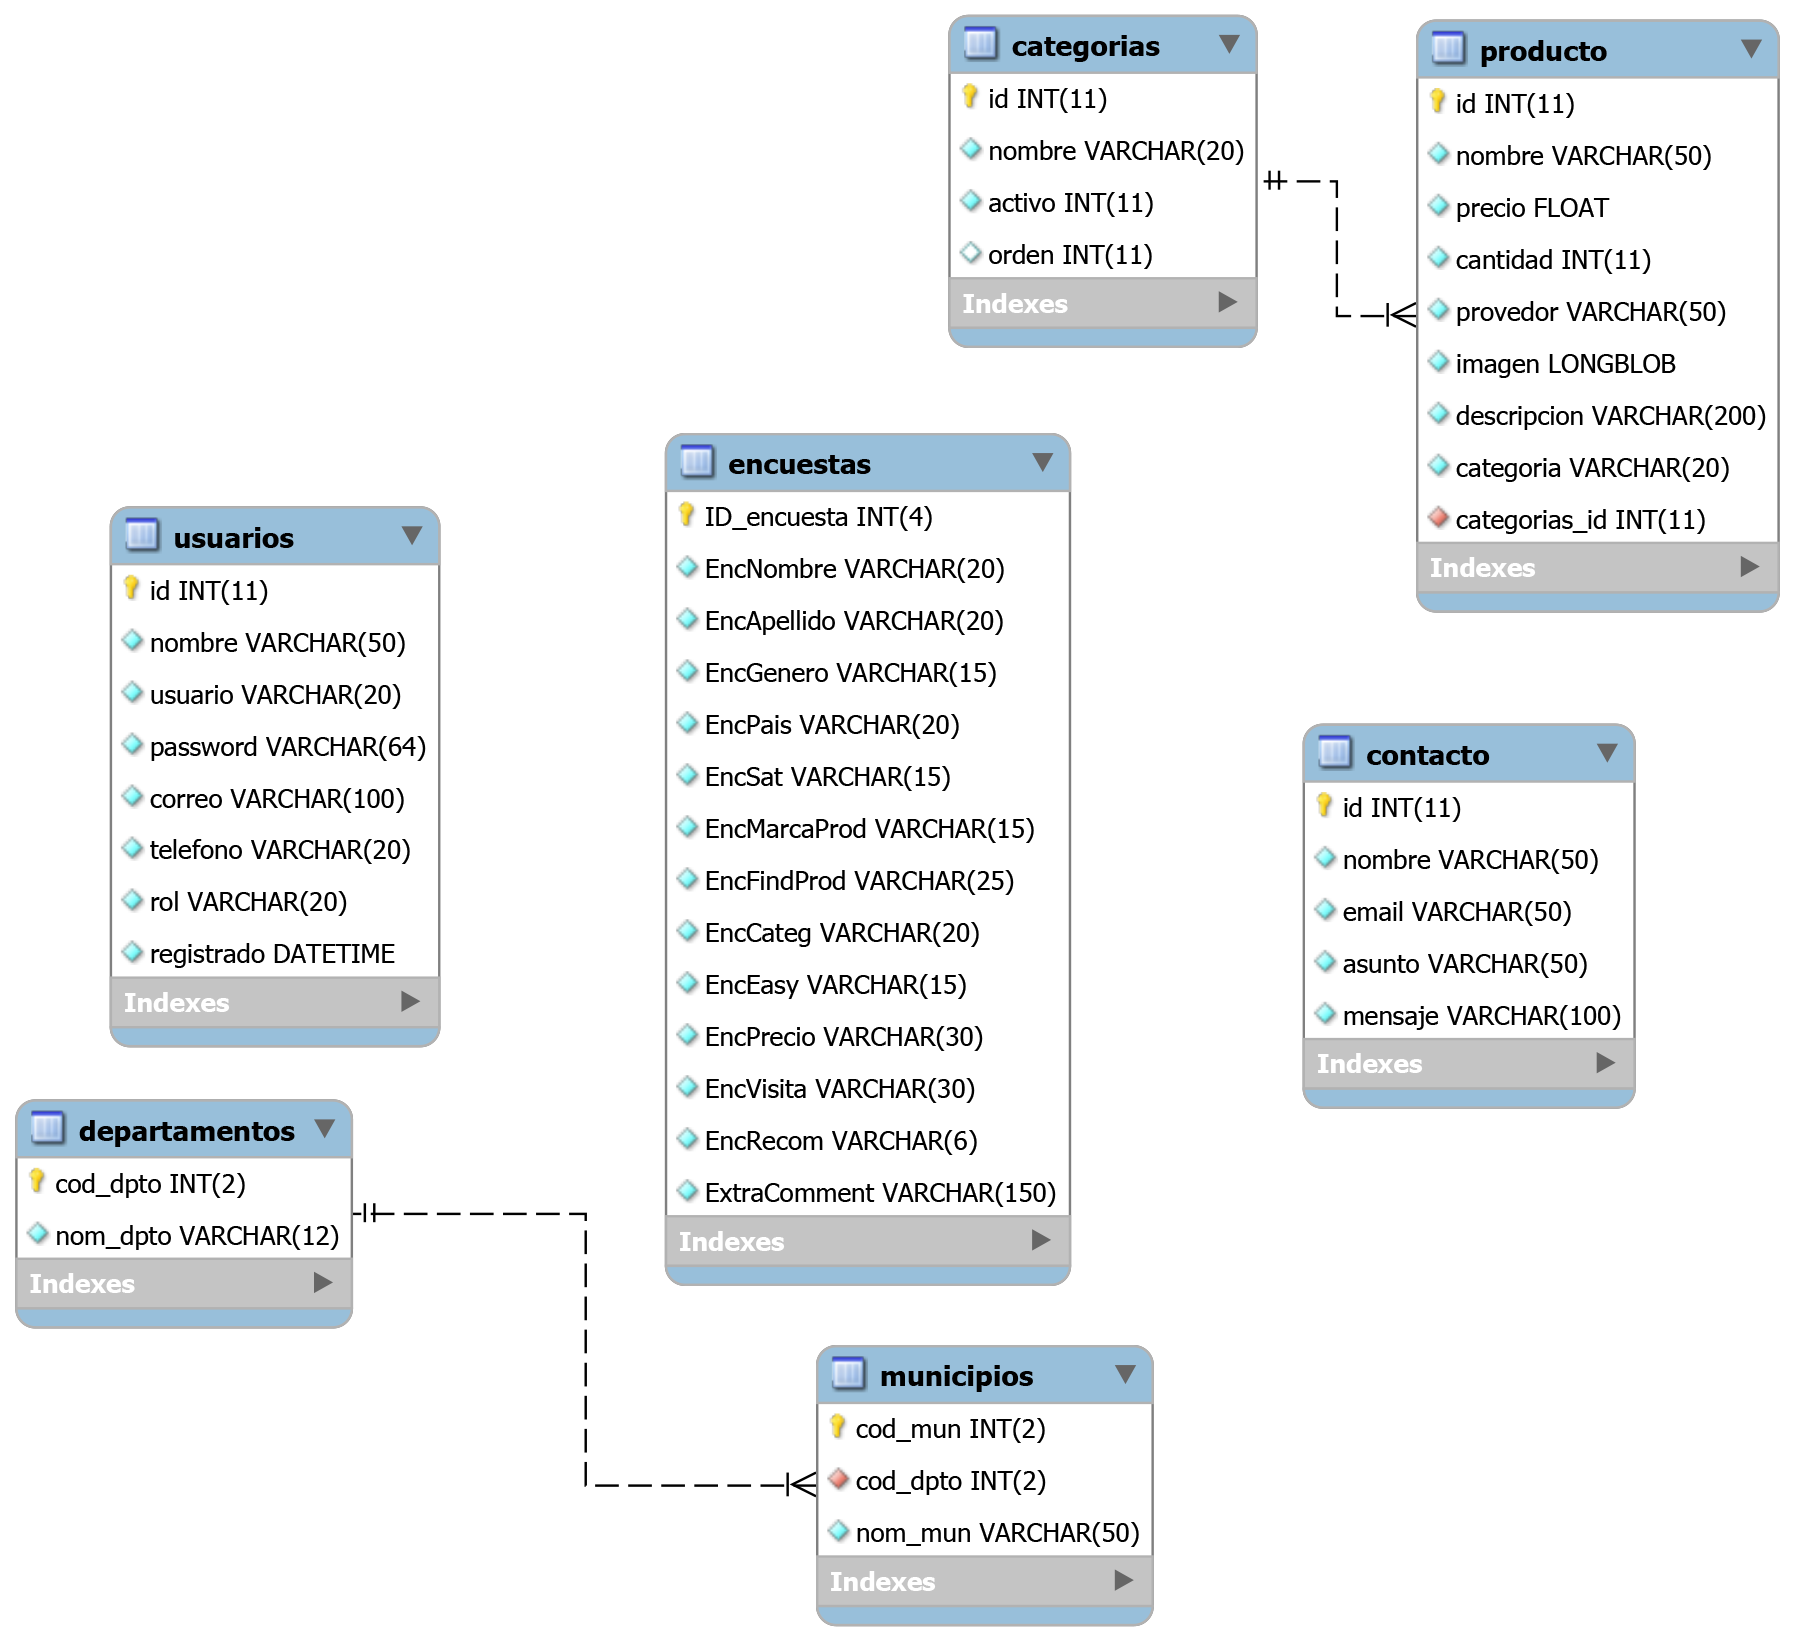 categorias
id INT(11)
nombre VARCHAR(20)
activo INT(11)
orden INT(11)
Indexes
producto
id INT(11)
nombre VARCHAR(50)
precio FLOAT
cantidad INT(11)
provedor VARCHAR(50)
imagen LONGBLOB
descripcion VARCHAR(200)
categoria VARCHAR(20)
categorias_id INT(11)
Indexes
encuestas
ID_encuesta INT(4)
EncNombre VARCHAR(20)
EncApellido VARCHAR(20)
EncGenero VARCHAR(15)
EncPais VARCHAR(20)
EncSat VARCHAR(15)
EncMarcaProd VARCHAR(15)
EncFindProd VARCHAR(25)
EncCateg VARCHAR(20)
EncEasy VARCHAR(15)
EncPrecio VARCHAR(30)
EncVisita VARCHAR(30)
EncRecom VARCHAR(6)
ExtraComment VARCHAR(150)
Indexes
usuarios
id INT(11)
nombre VARCHAR(50)
usuario VARCHAR(20)
password VARCHAR(64)
correo VARCHAR(100)
telefono VARCHAR(20)
rol VARCHAR(20)
registrado DATETIME
Indexes
contacto
id INT(11)
nombre VARCHAR(50)
email VARCHAR(50)
asunto VARCHAR(50)
mensaje VARCHAR(100)
Indexes
departamentos
cod_dpto INT(2)
nom_dpto VARCHAR(12)
Indexes
municipios
cod_mun INT(2)
cod_dpto INT(2)
nom_mun VARCHAR(50)
Indexes